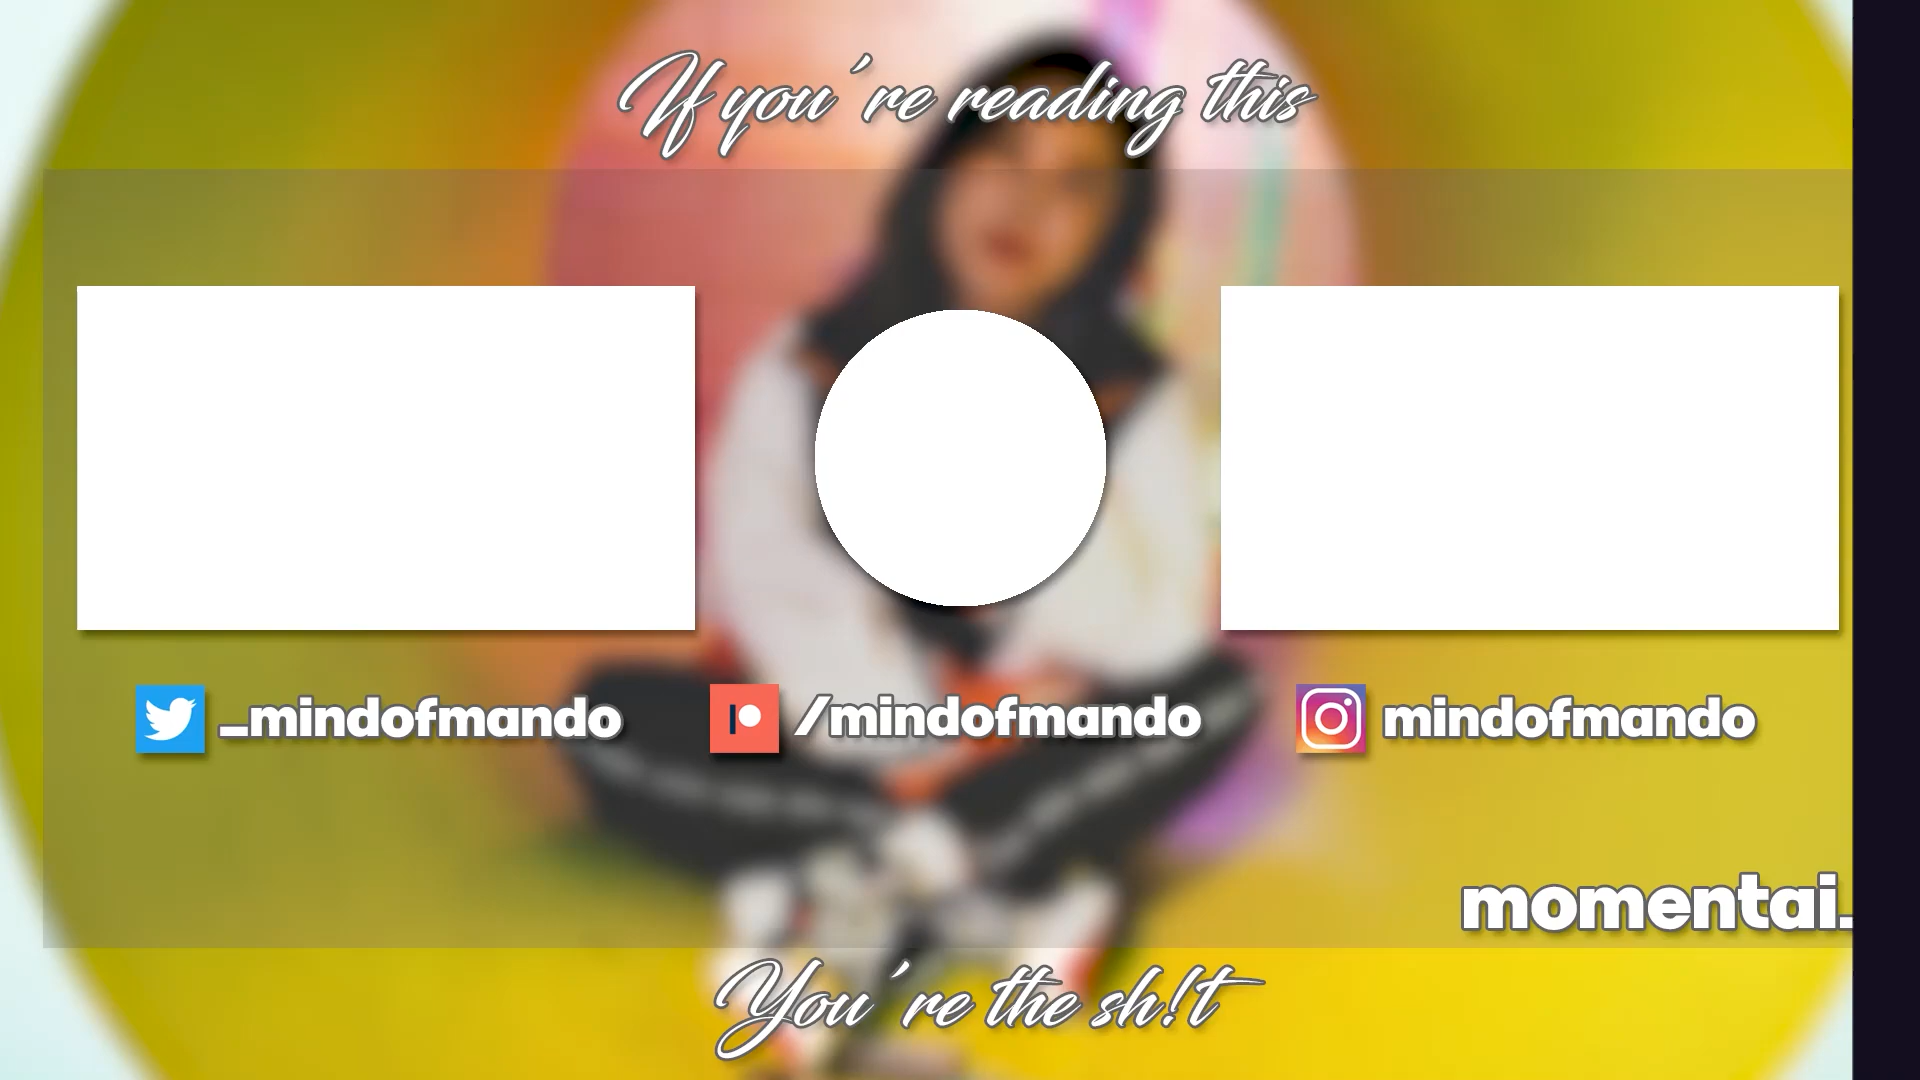 If you're reading this
_mindofmando
/mindofmando
mindofmando
momentai.
You're the sh!t